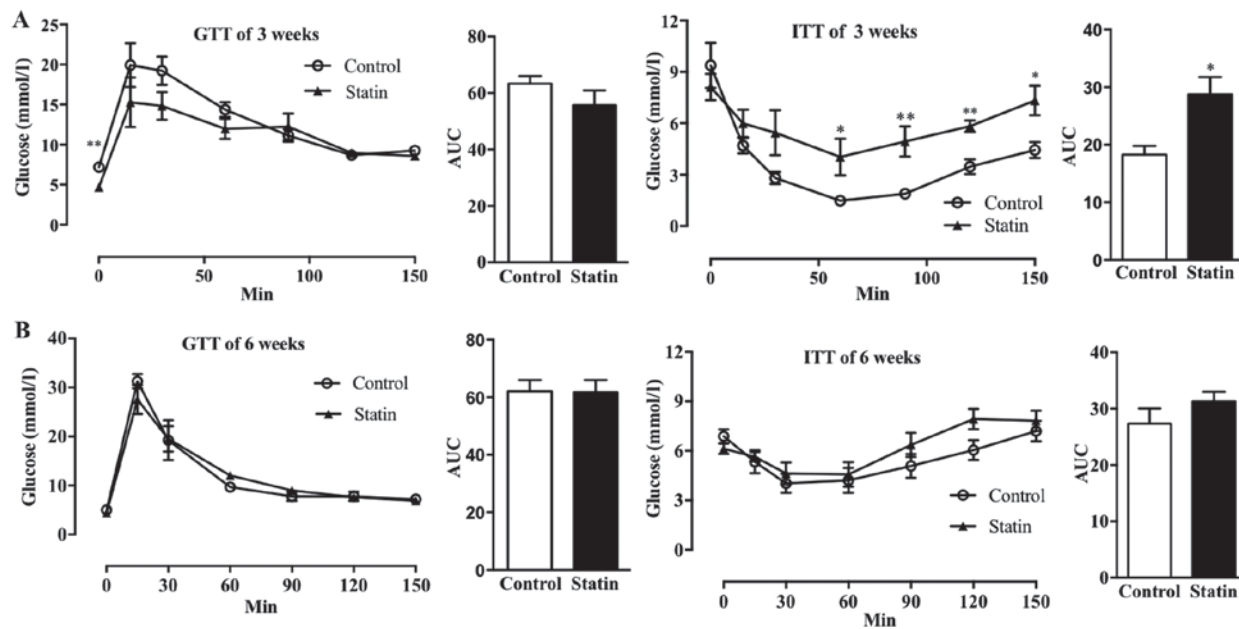 A
GTT of 3 weeks
Glucose (mmol/l)
25
20
15
10
5
0
**
Control
Statin
0
50
100
150
Min
AUC
80
60
40
20
0
Control
Statin
ITT of 3 weeks
Glucose (mmol/l)
12
9
6
3
0
*
**
**
*
Control
Statin
0
50
100
150
Min
AUC
40
30
20
10
0
*
Control
Statin
B
GTT of 6 weeks
Glucose (mmol/l)
40
30
20
10
0
Control
Statin
0
30
60
90
120
150
Min
AUC
80
60
40
20
0
Control
Statin
ITT of 6 weeks
Glucose (mmol/l)
12
9
6
3
0
Control
Statin
0
30
60
90
120
150
Min
AUC
40
30
20
10
0
Control
Statin